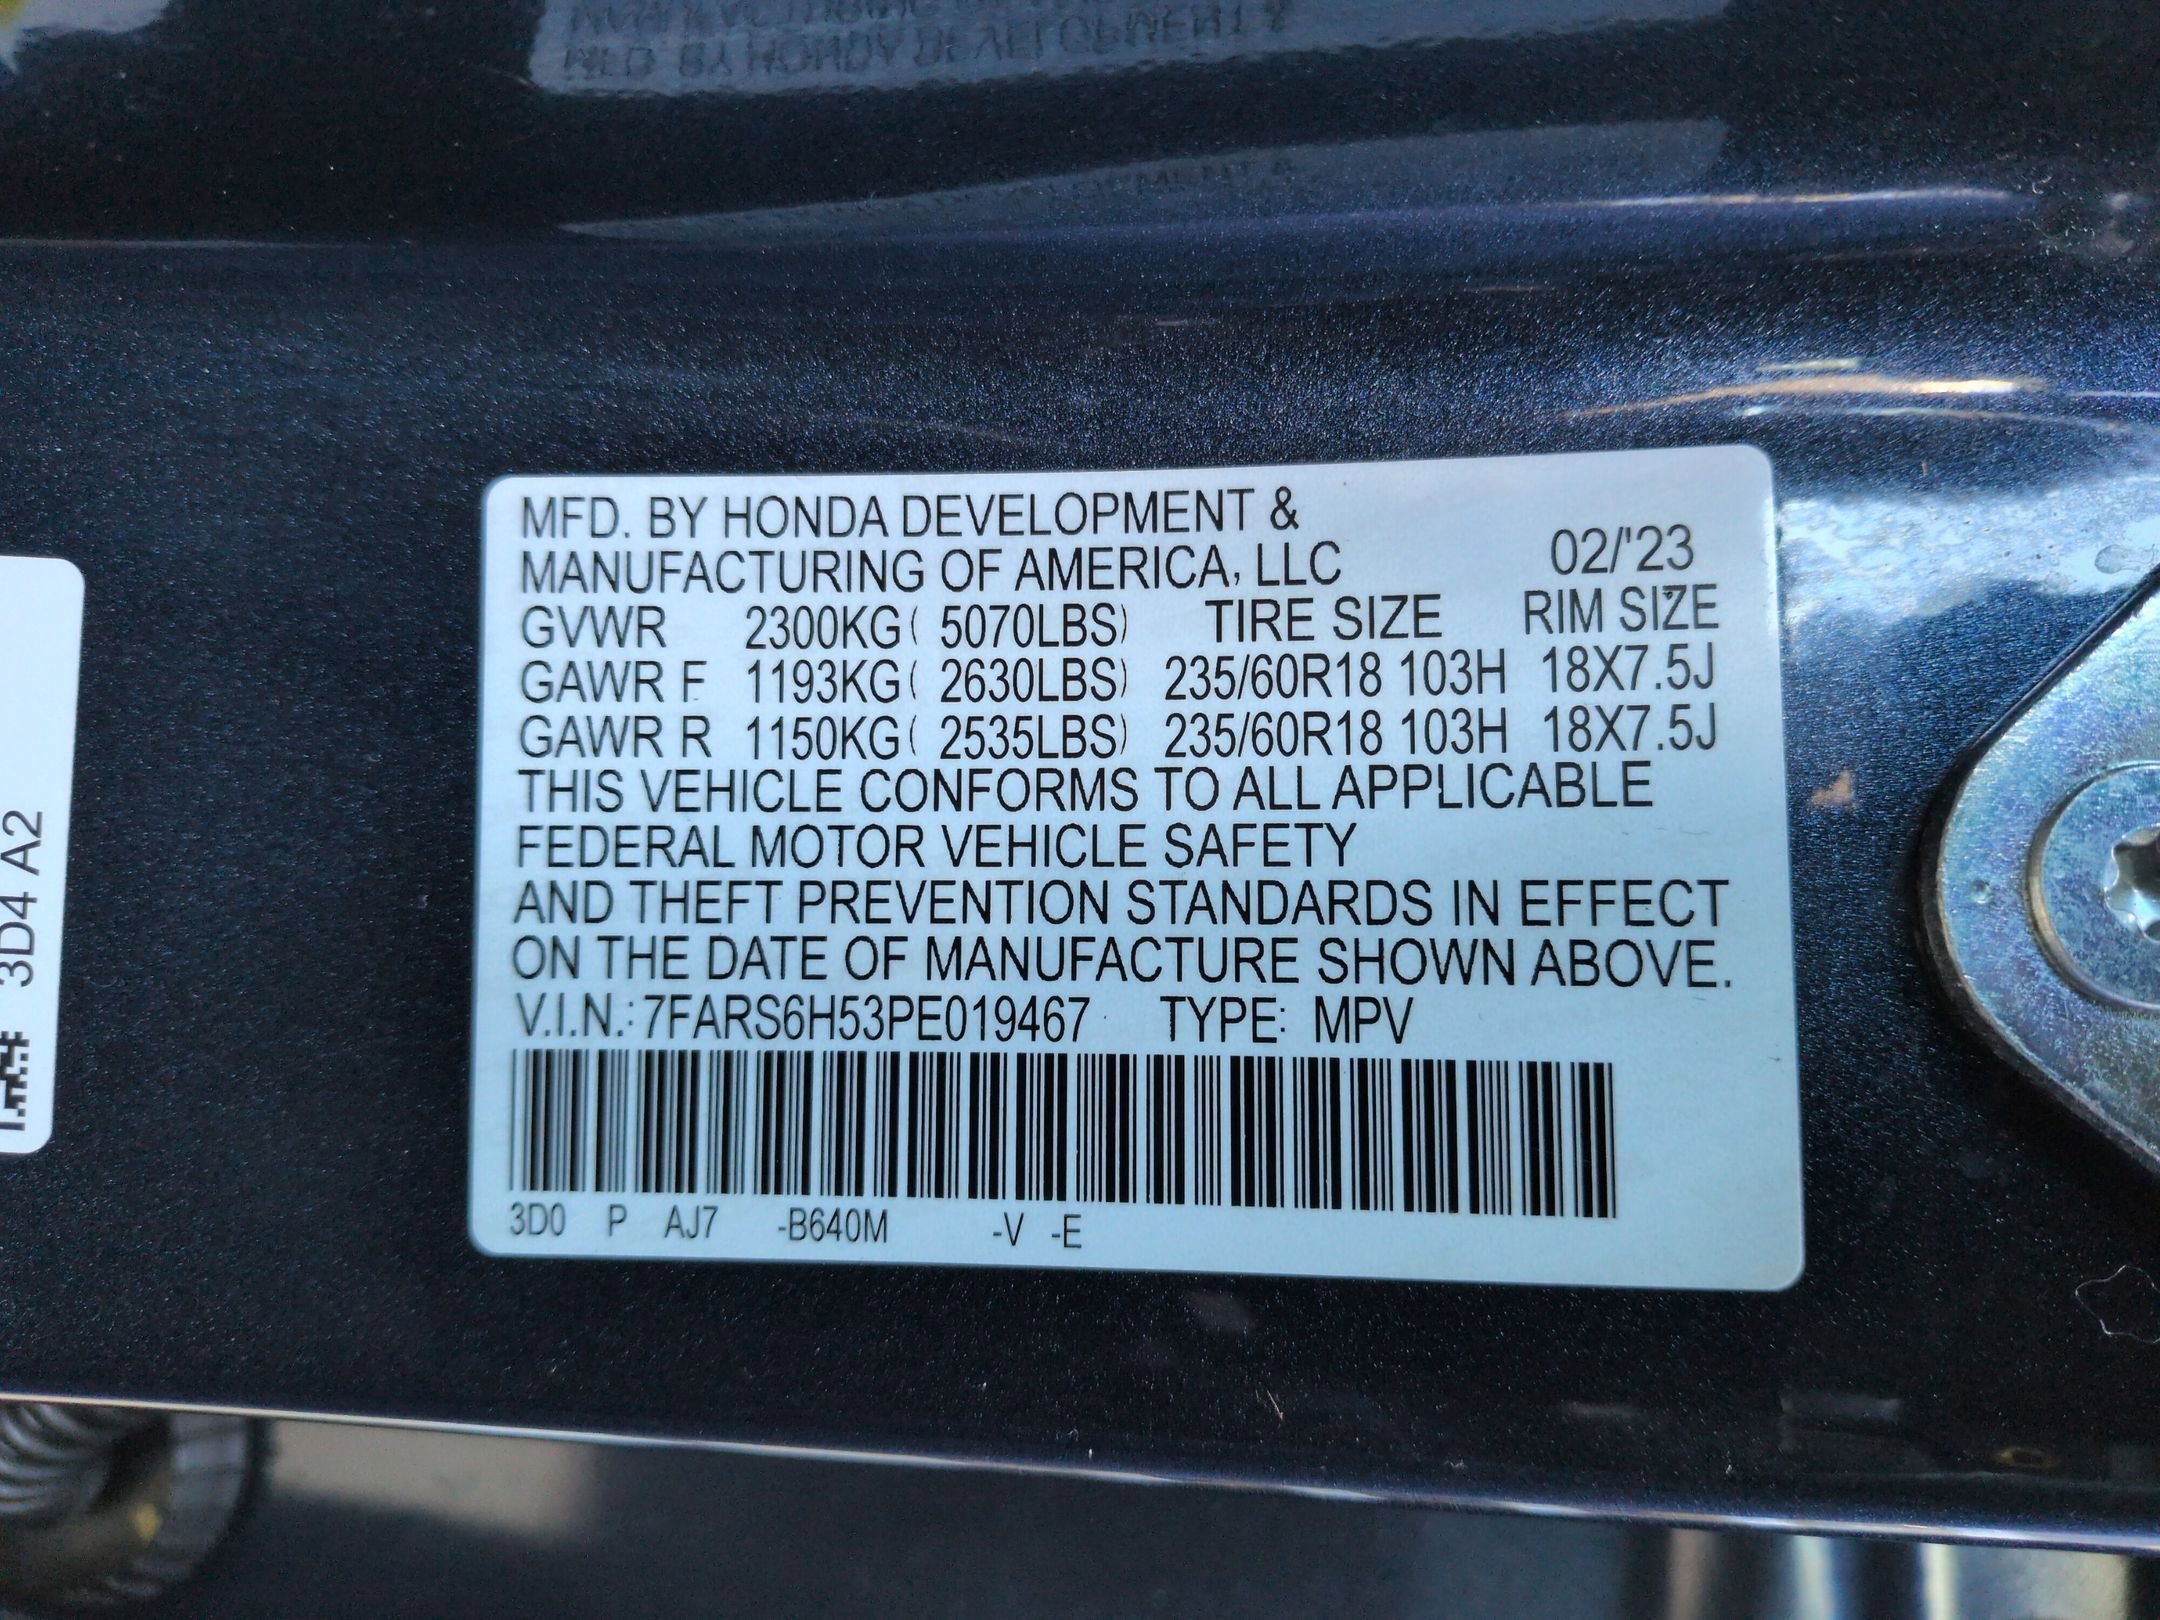 MFD. BY HONDA DEVELOPMENT &
MANUFACTURING OF AMERICA, LLC 02/'23
GVWR 2300KG( 5070LBS) TIRE SIZE RIM SIZE
GAWR F 1193KG( 2630LBS) 235/60R18 103H 18X7.5J
GAWR R 1150KG( 2535LBS) 235/60R18 103H 18X7.5J
THIS VEHICLE CONFORMS TO ALL APPLICABLE
FEDERAL MOTOR VEHICLE SAFETY
AND THEFT PREVENTION STANDARDS IN EFFECT
ON THE DATE OF MANUFACTURE SHOWN ABOVE.
V.I.N.: 7FARS6H53PE019467 TYPE: MPV
3D0 P AJ7 -B640M -V -E
3D4 A2